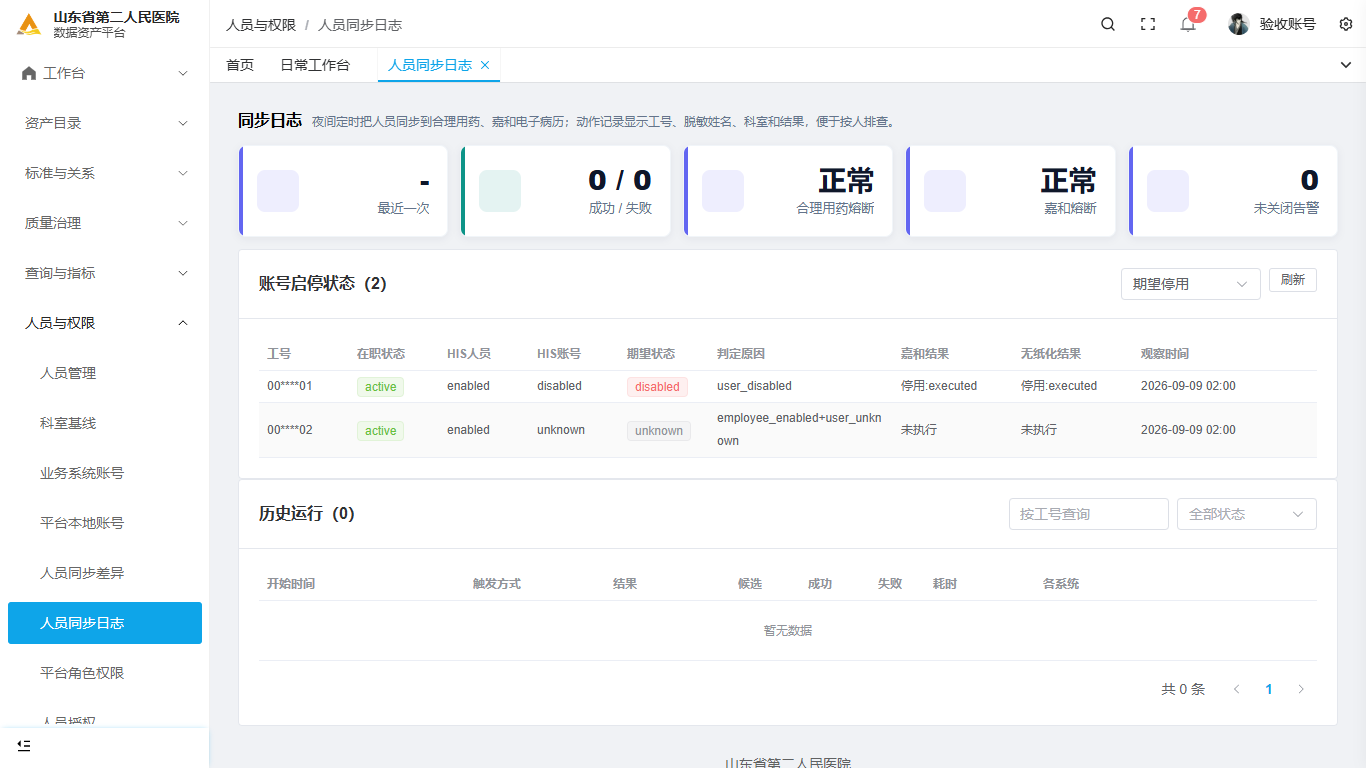 山东省第二人民医院
数据资产平台
人员与权限 / 人员同步日志
7
验收账号
首页
日常工作台
人员同步日志
工作台
资产目录
标准与关系
质量治理
查询与指标
人员与权限
人员管理
科室基线
业务系统账号
平台本地账号
人员同步差异
人员同步日志
平台角色权限
人员授权
同步日志 夜间定时把人员同步到合理用药、嘉和电子病历；动作记录显示工号、脱敏姓名、科室和结果，便于按人排查。
-
最近一次
0 / 0
成功 / 失败
正常
合理用药熔断
正常
嘉和熔断
0
未关闭告警
账号启停状态（2）
期望停用
刷新
工号 在职状态 HIS人员 HIS账号 期望状态 判定原因 嘉和结果 无纸化结果 观察时间
00****01 active enabled disabled disabled user_disabled 停用:executed 停用:executed 2026-09-09 02:00
00****02 active enabled unknown unknown employee_enabled+user_unkn
own 未执行 未执行 2026-09-09 02:00
历史运行（0）
按工号查询
全部状态
开始时间 触发方式 结果 候选 成功 失败 耗时 各系统
暂无数据
共 0 条
1
山东省第二人民医院